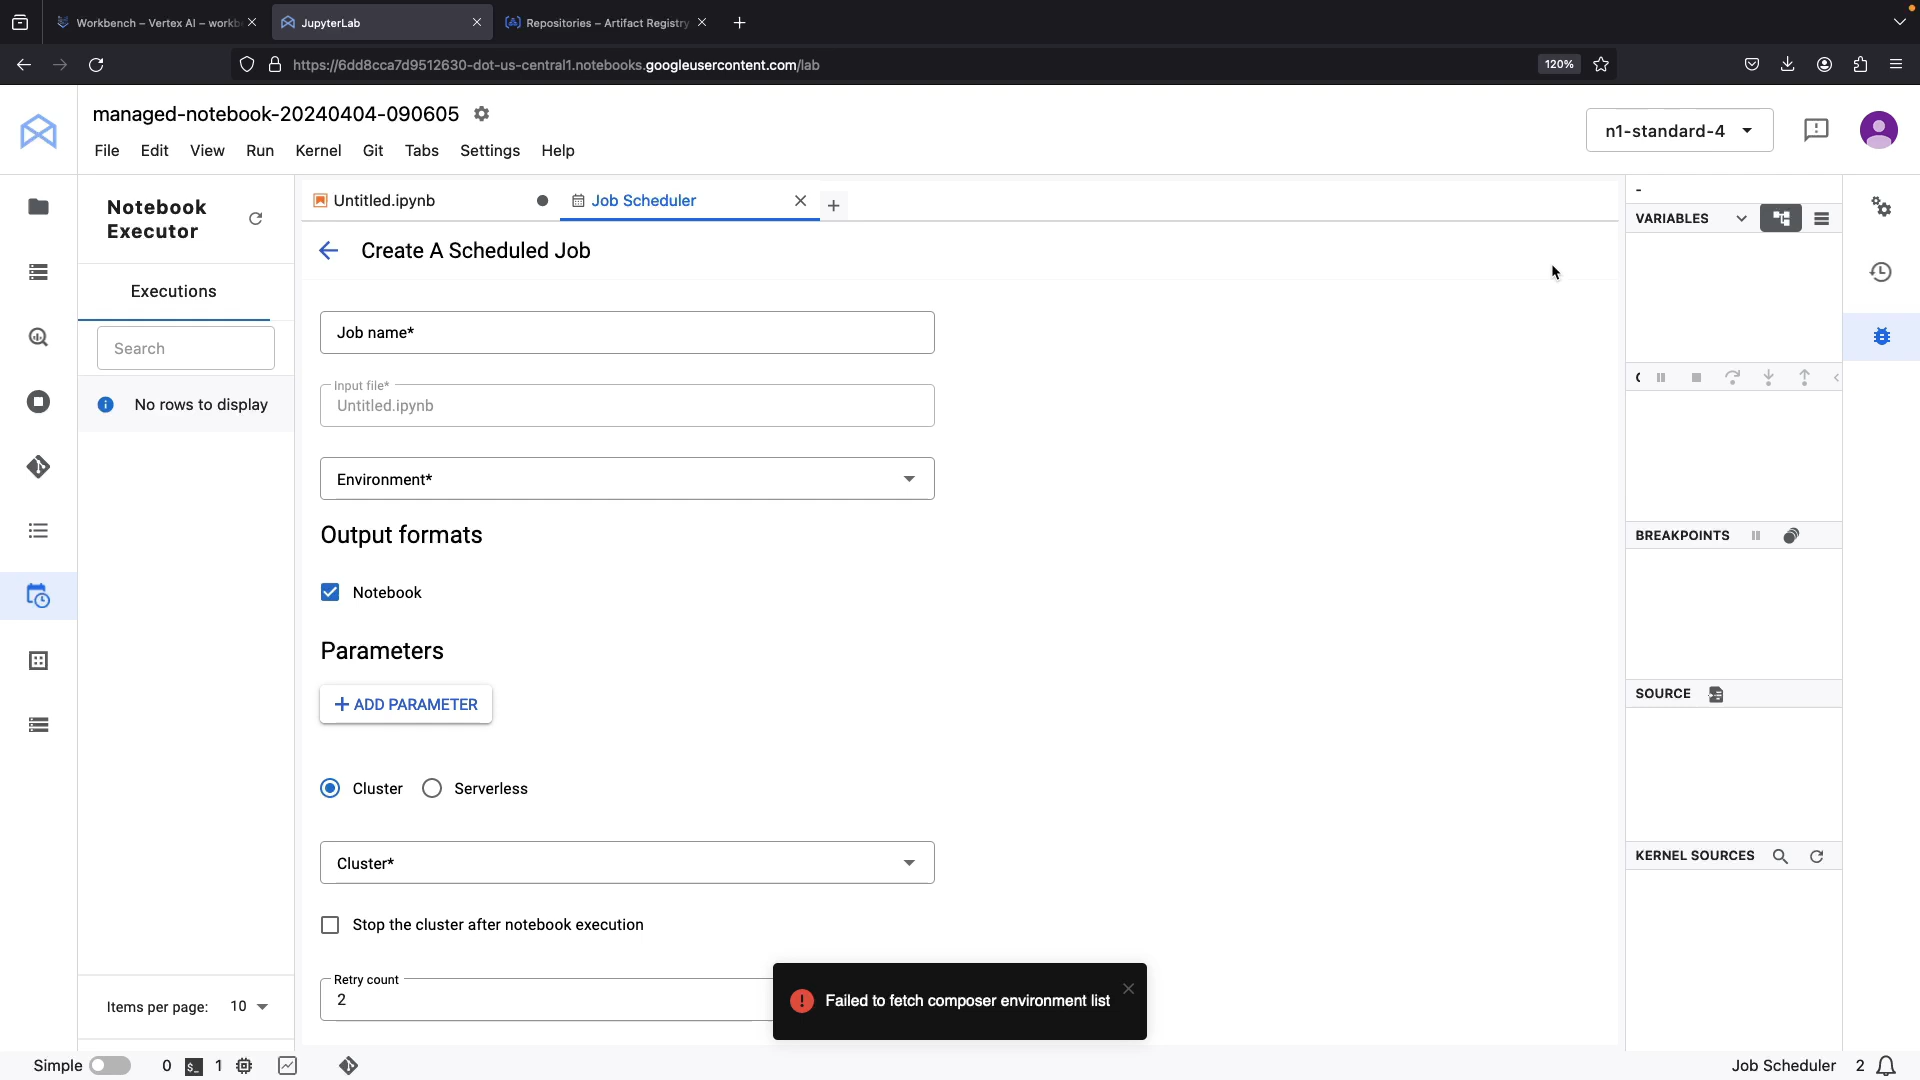 Workbench – Vertex AI – workb
JupyterLab
Repositories – Artifact Registry
https://6dd8cca7d9512630-dot-us-central1.notebooks.googleusercontent.com/lab
120%
managed-notebook-20240404-090605
File Edit View Run Kernel Git Tabs Settings Help
n1-standard-4
Notebook
Executor
Executions
Search
No rows to display
Items per page: 10
Untitled.ipynb
Job Scheduler
Create A Scheduled Job
Job name*
Input file*
Untitled.ipynb
Environment*
Output formats
Notebook
Parameters
ADD PARAMETER
Cluster Serverless
Cluster*
Stop the cluster after notebook execution
Retry count
2
Failed to fetch composer environment list
-
VARIABLES
BREAKPOINTS
SOURCE
KERNEL SOURCES
Simple 0 $_ 1
Job Scheduler 2